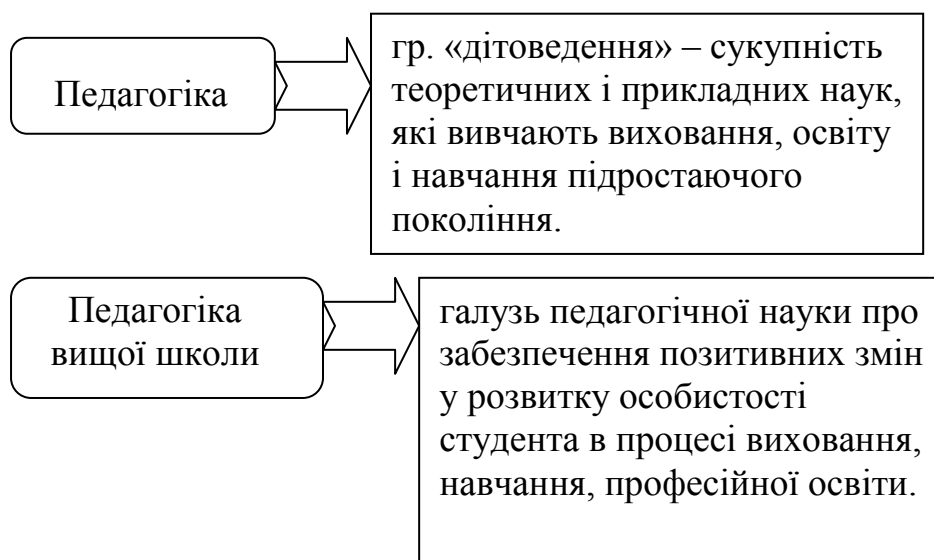 Педагогіка
гр. «дітоведення» – сукупність
теоретичних і прикладних наук,
які вивчають виховання, освіту
і навчання підростаючого
покоління.
Педагогіка
вищої школи
галузь педагогічної науки про
забезпечення позитивних змін
у розвитку особистості
студента в процесі виховання,
навчання, професійної освіти.